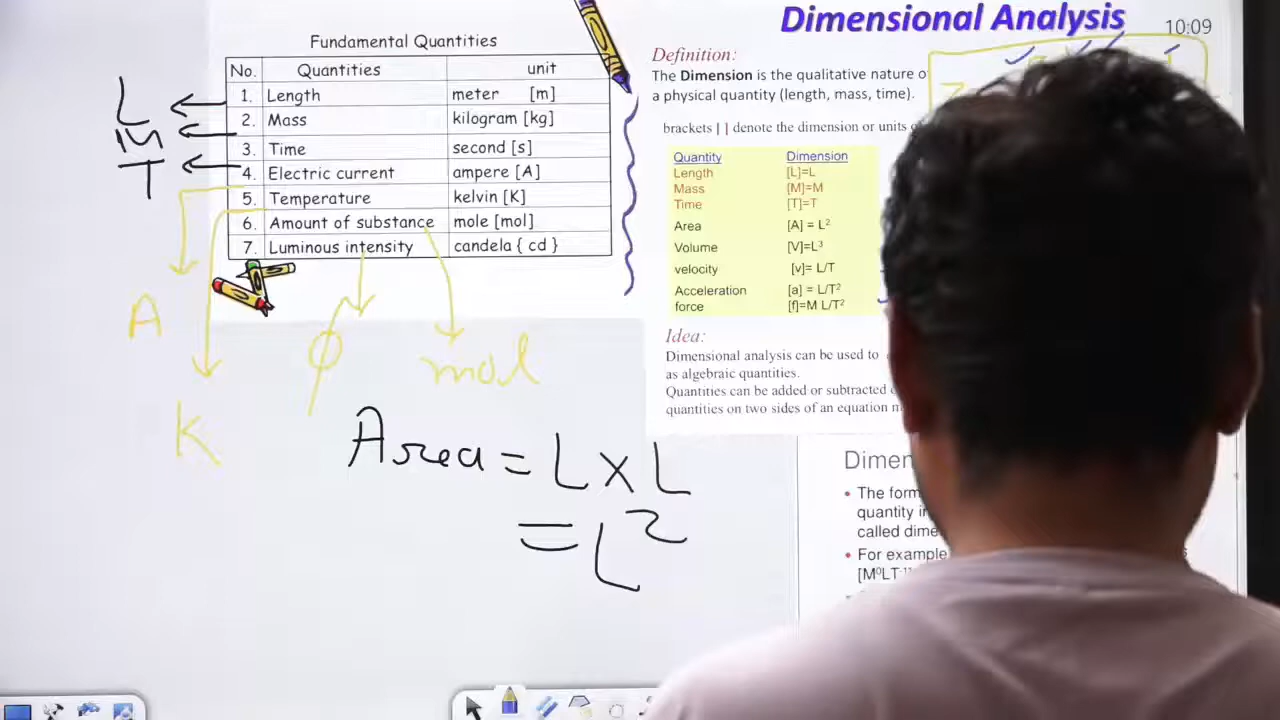 Dimensional Analysis
10:09
Fundamental Quantities
No. Quantities unit
1. Length meter [m]
2. Mass kilogram [kg]
3. Time second [s]
4. Electric current ampere [A]
5. Temperature kelvin [K]
6. Amount of substance mole [mol]
7. Luminous intensity candela { cd }
L
M
T
A
K
ϕ
mol
Area = L x L
= L²
Definition:
The Dimension is the qualitative nature o
a physical quantity (length, mass, time).
brackets [ ] denote the dimension or units
Quantity Dimension
Length [L]=L
Mass [M]=M
Time [T]=T
Area [A] = L²
Volume [V]=L³
velocity [v]= L/T
Acceleration [a] = L/T²
force [f]=M L/T²
Idea:
Dimensional analysis can be used to
as algebraic quantities.
Quantities can be added or subtracted
quantities on two sides of an equation
Dimen
• The form
quantity i
called dime
• For example
[M⁰LT⁻